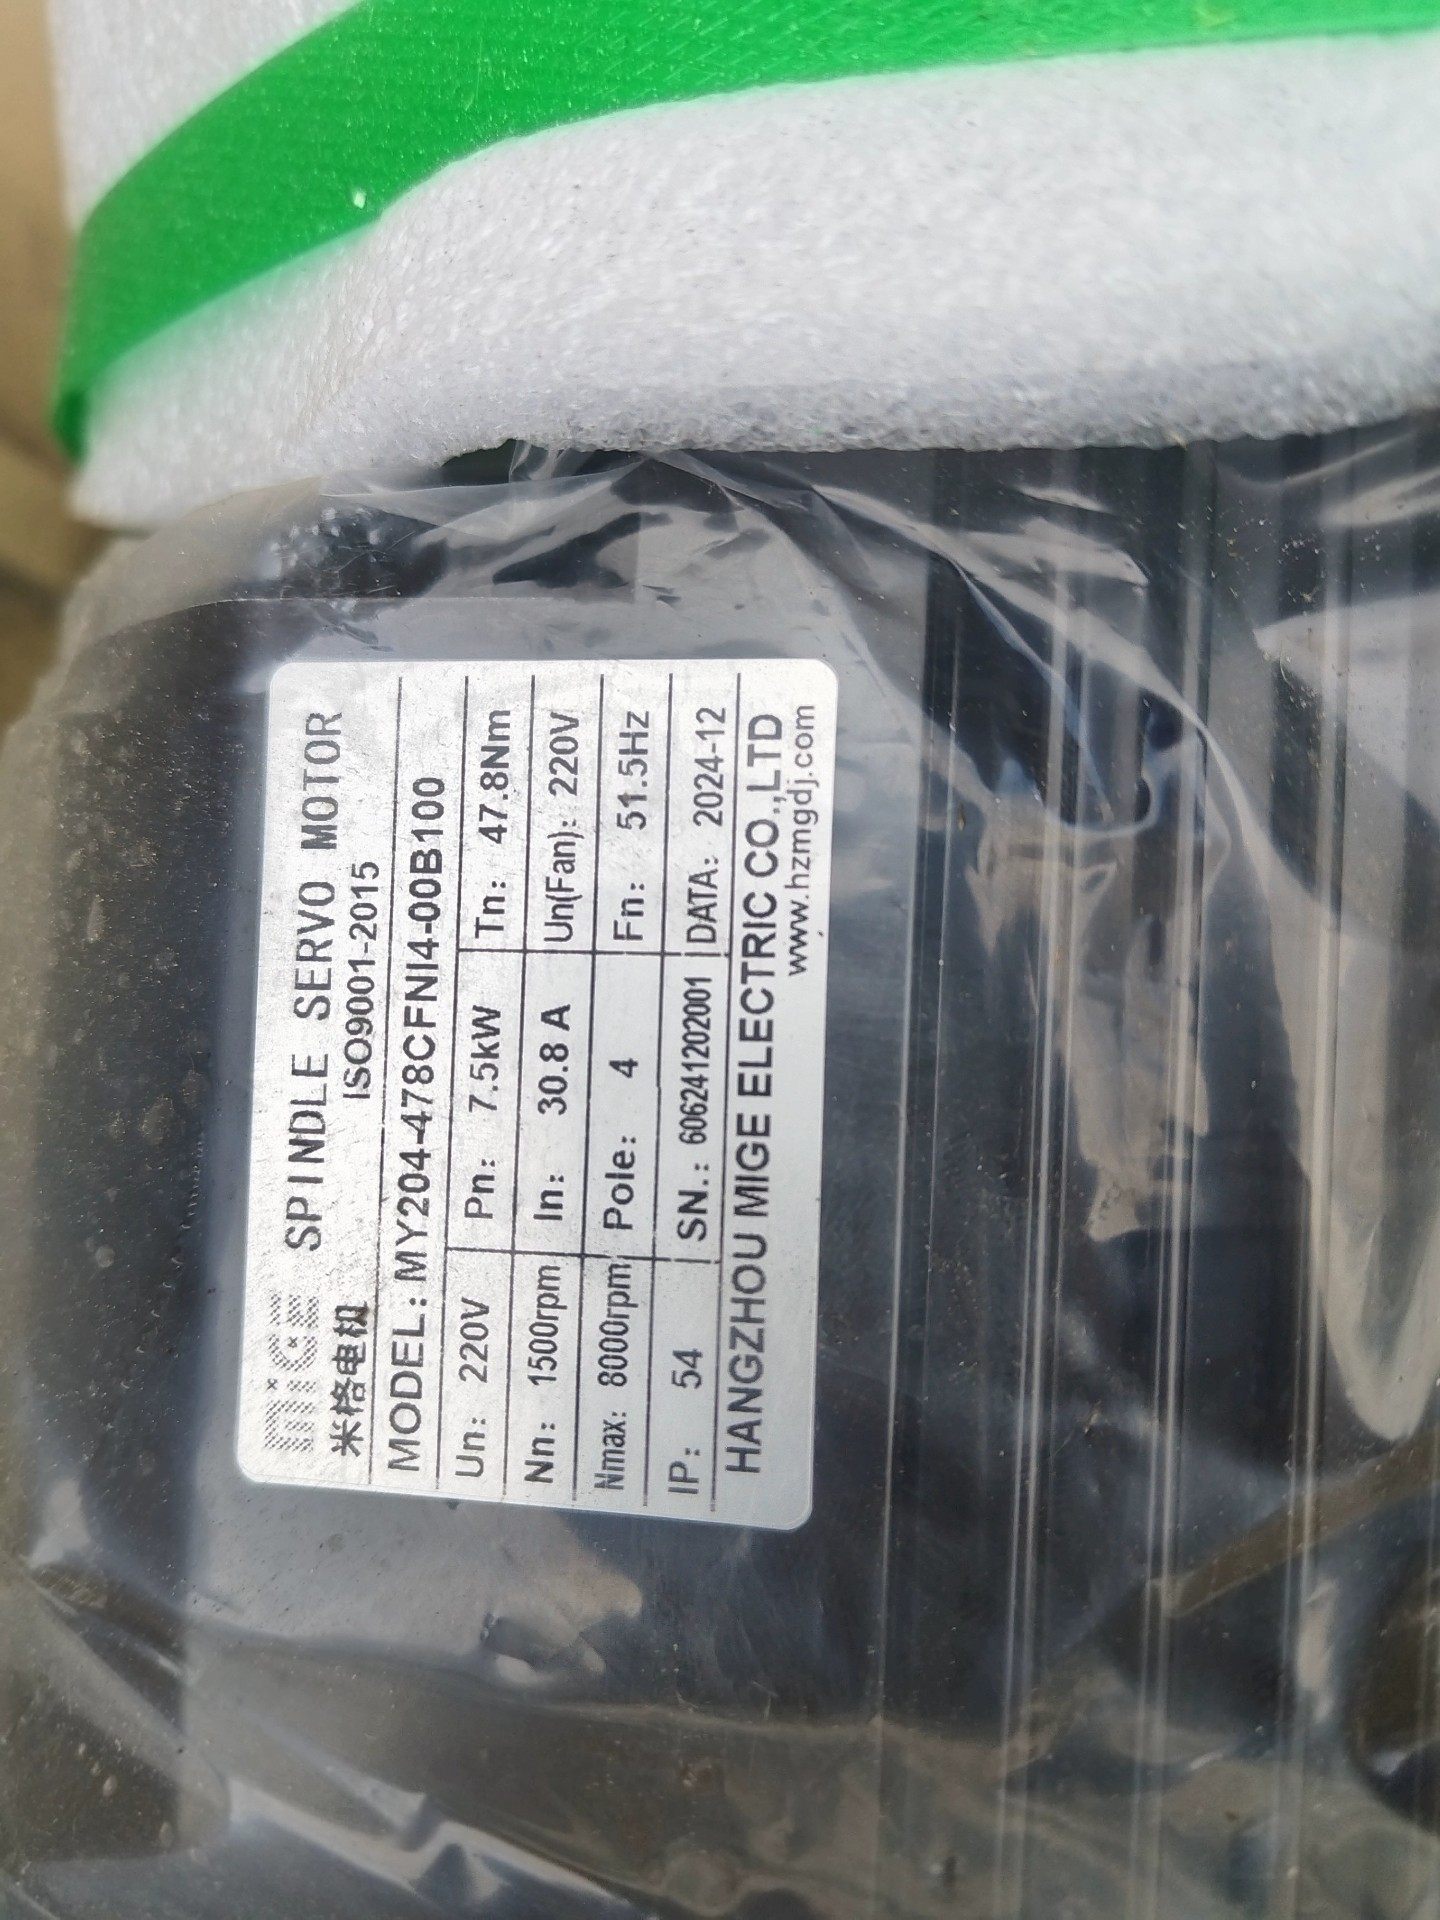 mige SPINDLE SERVO MOTOR
米格电机 ISO9001-2015
MODEL: MY204-478CFNI4-00B100
Un: 220V Pn: 7.5kW Tn: 47.8Nm
Nn: 1500rpm In: 30.8 A Un(Fan): 220V
Nmax: 8000rpm Pole: 4 Fn: 51.5Hz
IP: 54 SN.: 606241202001 DATA: 2024-12
HANGZHOU MIGE ELECTRIC CO.,LTD
www.hzmgdj.com